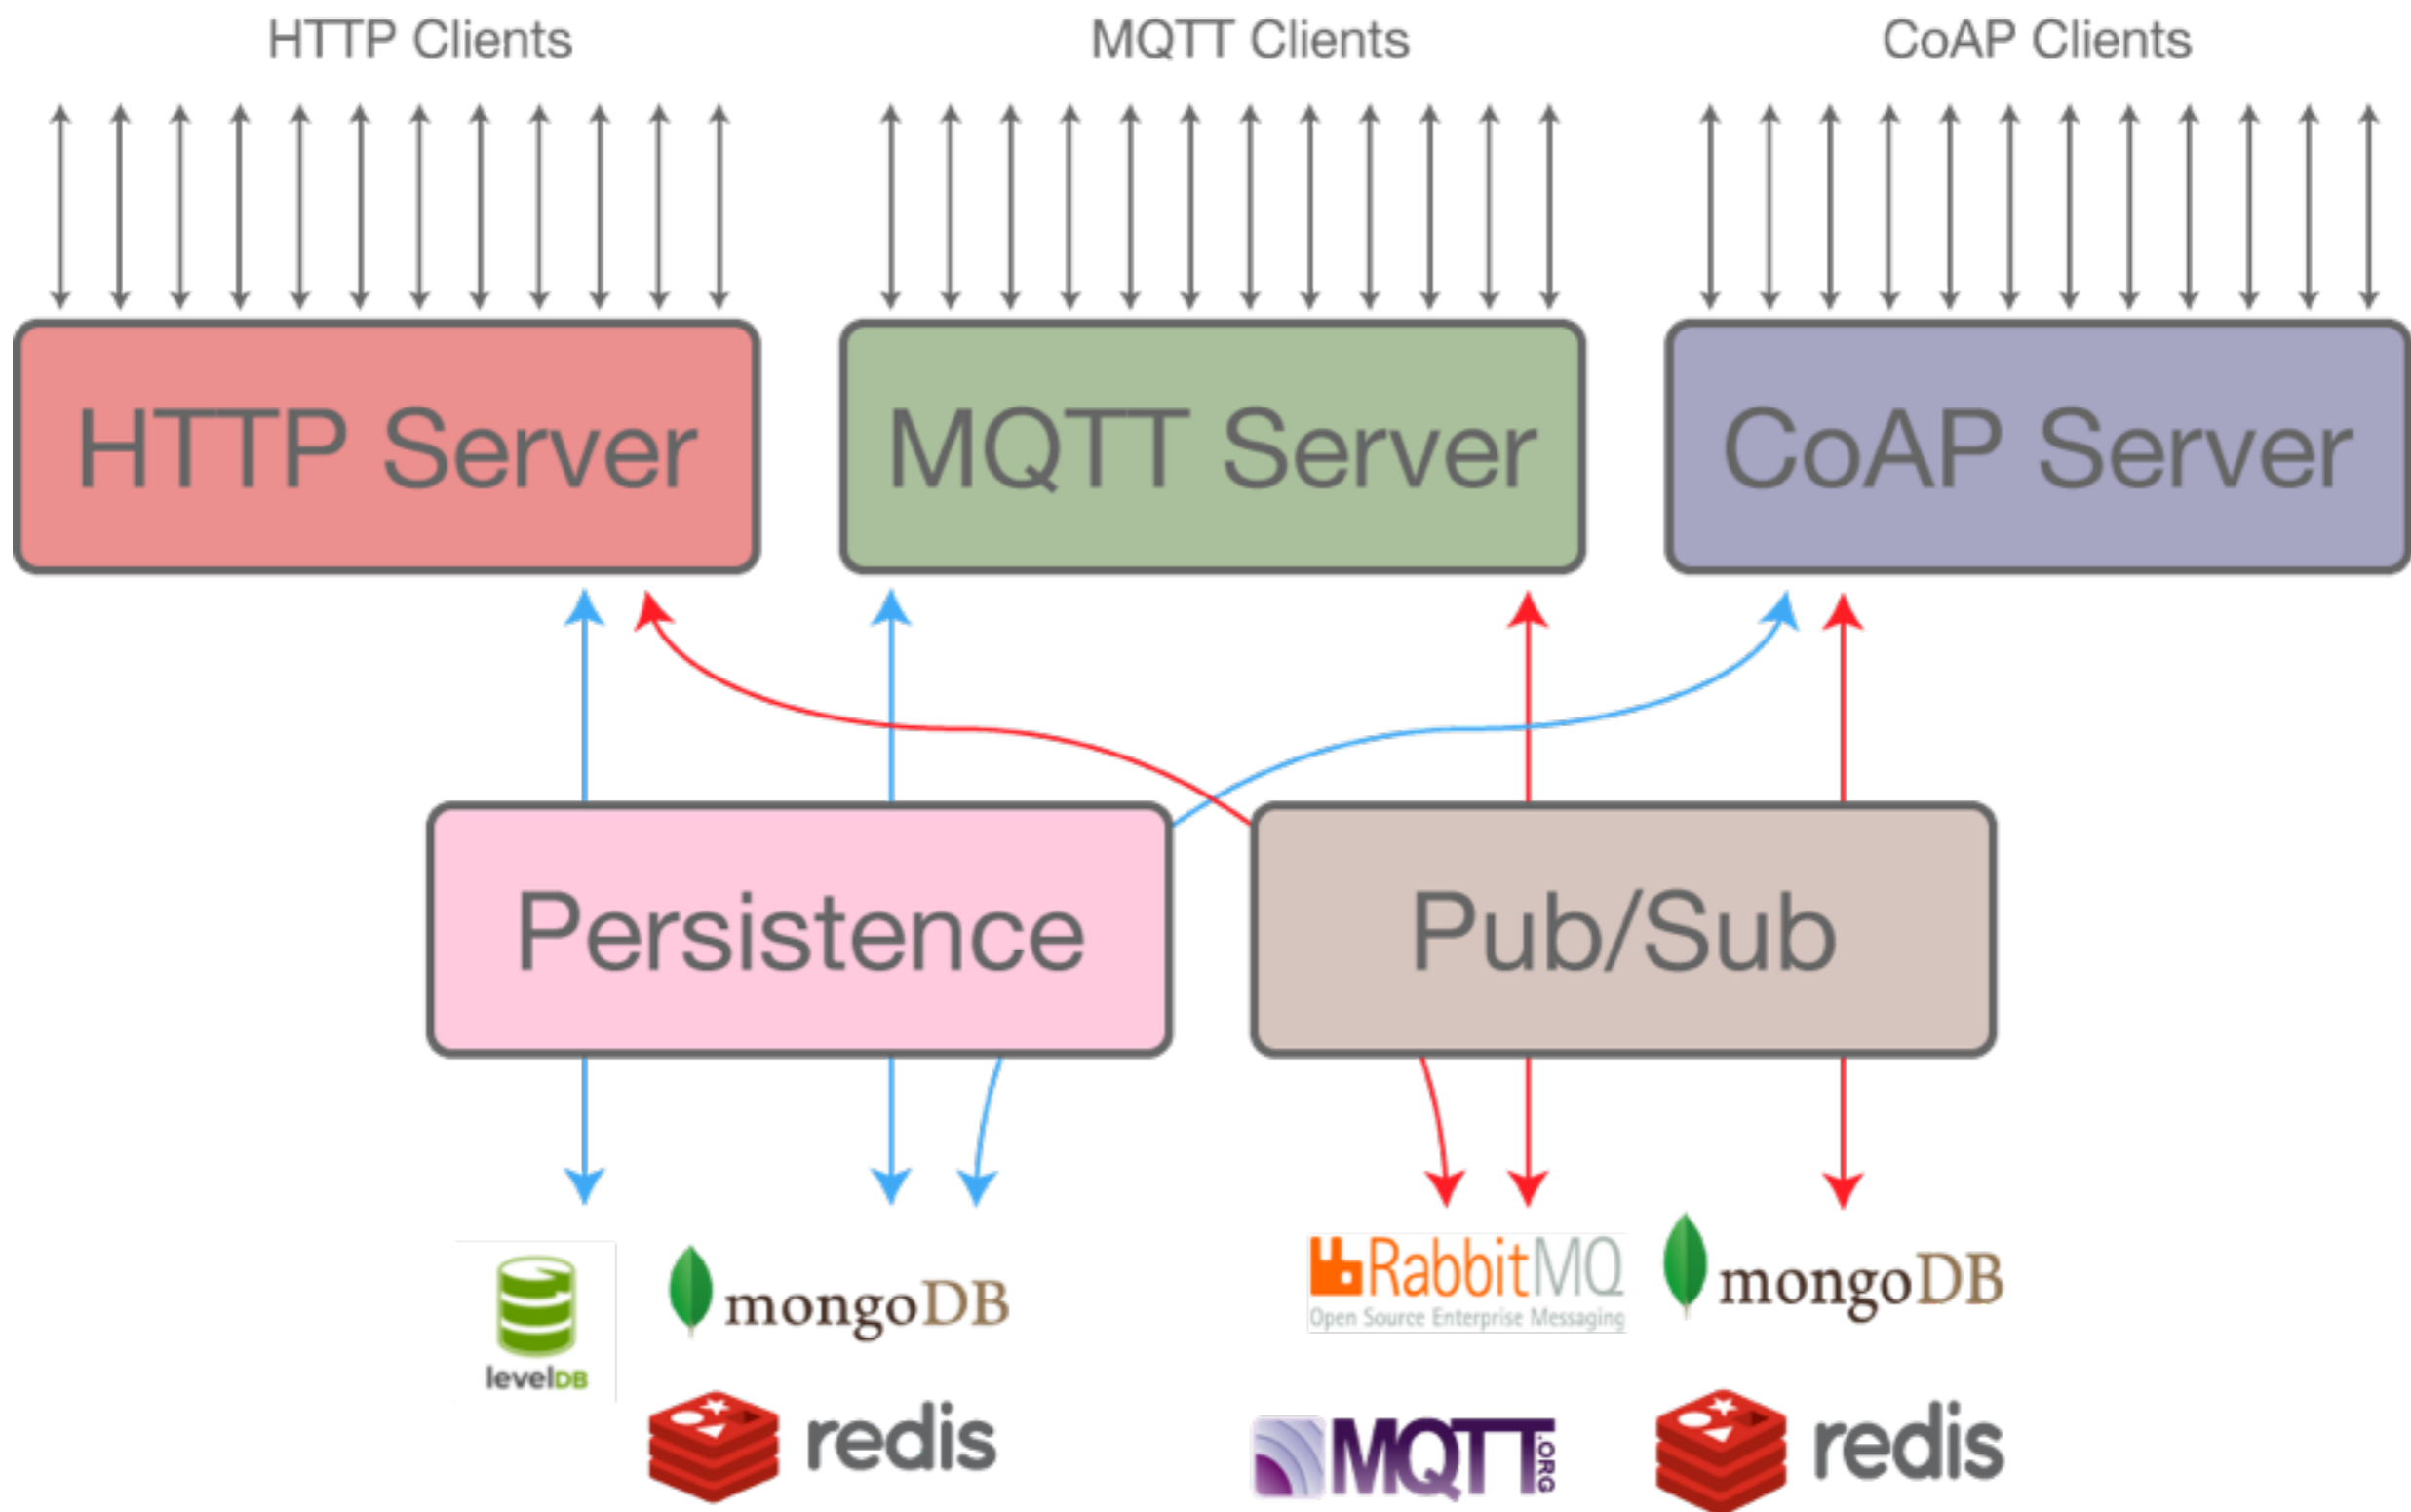 HTTP Clients
MQTT Clients
CoAP Clients
HTTP Server
MQTT Server
CoAP Server
Persistence
Pub/Sub
levelDB
mongoDB
redis
RabbitMQ
Open Source Enterprise Messaging
mongoDB
MQTT.ORG
redis